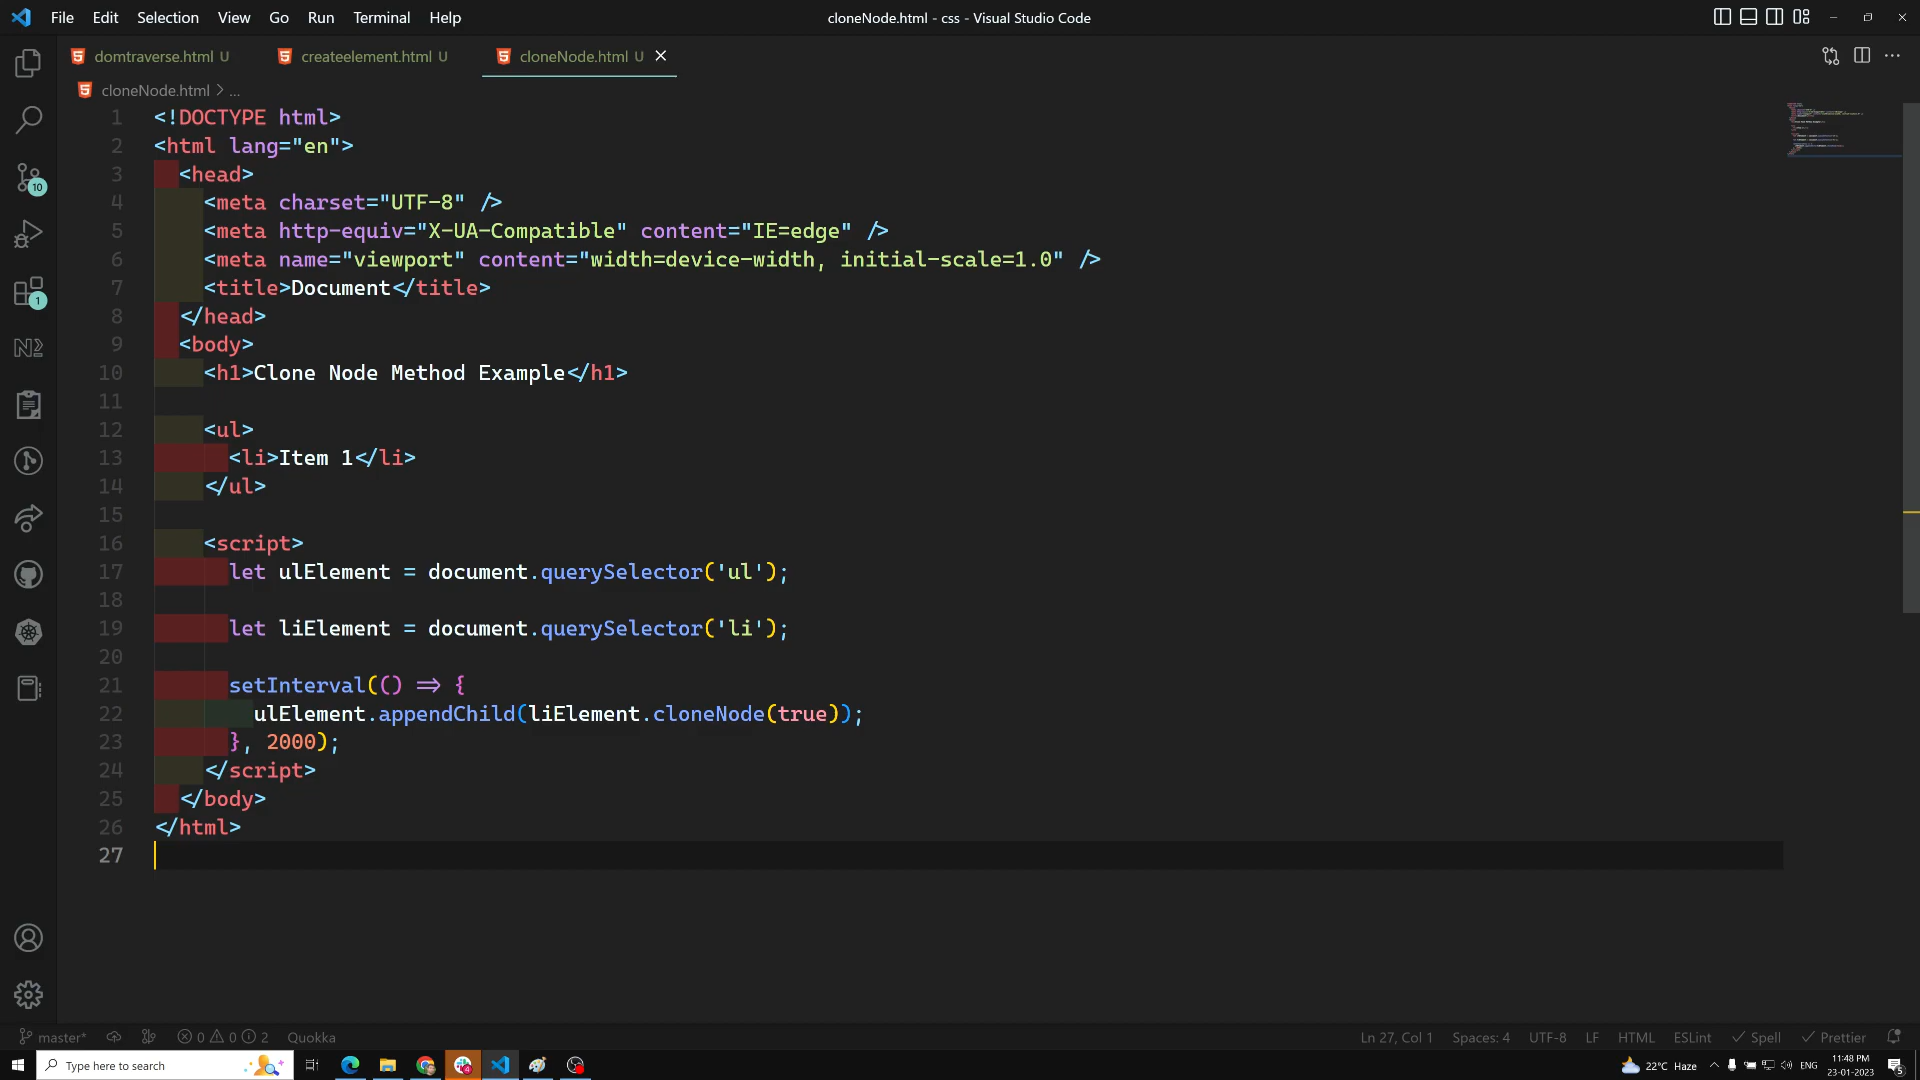 File Edit Selection View Go Run Terminal Help
cloneNode.html - css - Visual Studio Code
domtraverse.html U
createelement.html U
cloneNode.html U
cloneNode.html > ...
1 <!DOCTYPE html>
2 <html lang="en">
3 <head>
4 <meta charset="UTF-8" />
5 <meta http-equiv="X-UA-Compatible" content="IE=edge" />
6 <meta name="viewport" content="width=device-width, initial-scale=1.0" />
7 <title>Document</title>
8 </head>
9 <body>
10 <h1>Clone Node Method Example</h1>
11
12 <ul>
13 <li>Item 1</li>
14 </ul>
15
16 <script>
17 let ulElement = document.querySelector('ul');
18
19 let liElement = document.querySelector('li');
20
21 setInterval(() => {
22 ulElement.appendChild(liElement.cloneNode(true));
23 }, 2000);
24 </script>
25 </body>
26 </html>
27
10
1
master* 0 0 2 Quokka
Ln 27, Col 1 Spaces: 4 UTF-8 LF HTML ESLint Spell Prettier
Type here to search
4
22°C Haze
ENG
11:48 PM
23-01-2023
5